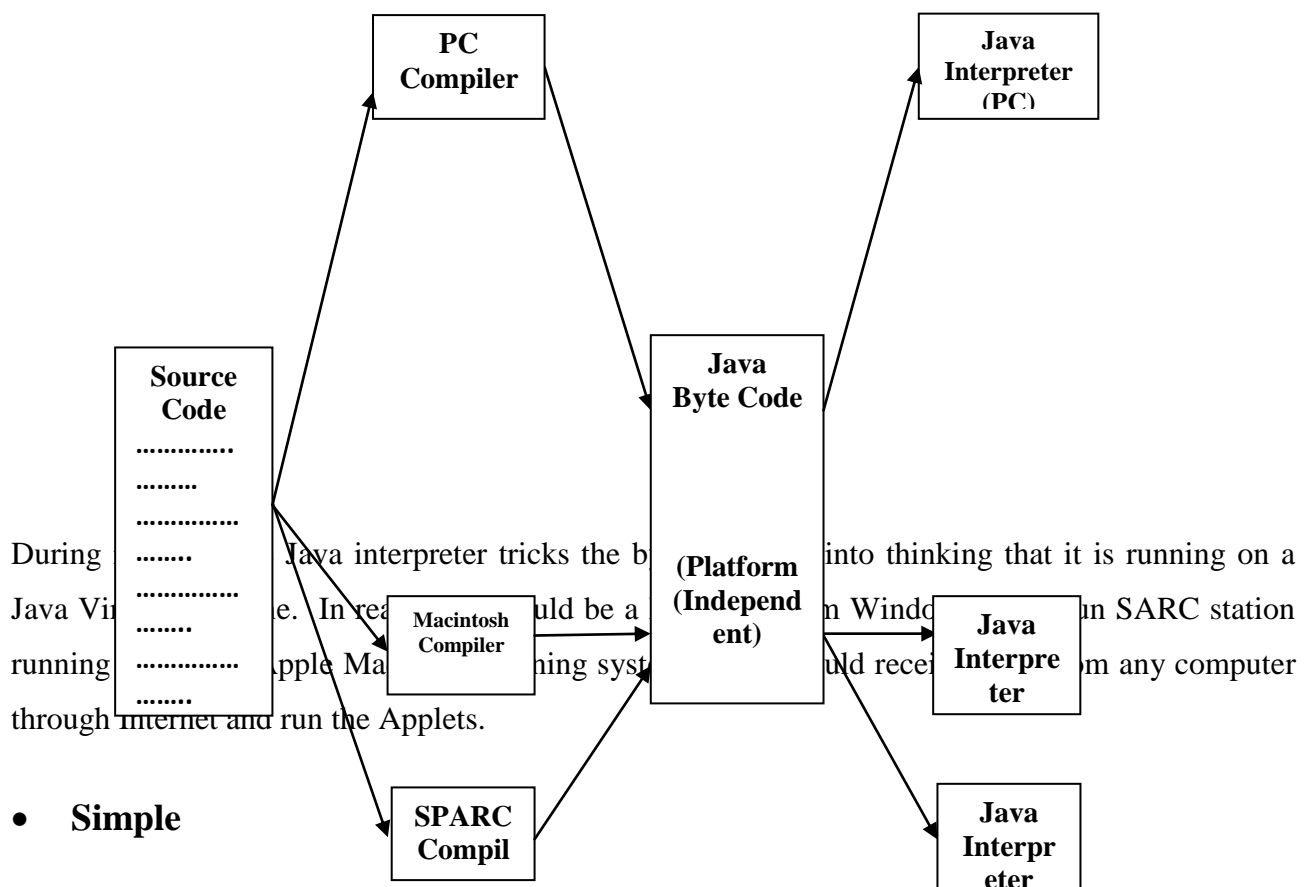 PC
Compiler
Java
Interpreter
(PC)
Source
Code
…………..
………
……………
……..
……………
……..
……………
……..
Java
Byte Code
(Platform
(Independ
ent)
Macintosh
Compiler
Java
Interpre
ter
SPARC
Compil
Java
Interpr
eter
During Java interpreter tricks the into thinking that it is running on a
Java In uld be a Windo un SARC station
running Apple Ma ning syst uld recei om any computer
through Internet and run the Applets.
• Simple